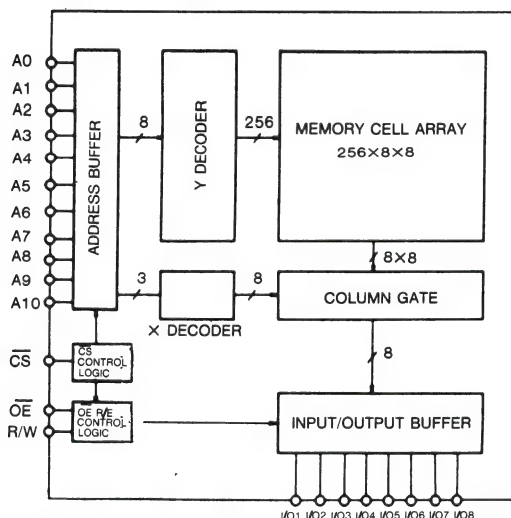 A0
A1
A2
A3
A4
A5
A6
A7
A8
A9
A10
ADDRESS BUFFER
8
Y DECODER
256
MEMORY CELL ARRAY
256×8×8
8×8
3
X DECODER
8
COLUMN GATE
8
CS
CS
CONTROL
LOGIC
OE
R/W
OE R/E
CONTROL
LOGIC
INPUT/OUTPUT BUFFER
I/O1 I/O2 I/O3 I/O4 I/O5 I/O6 I/O7 I/O8